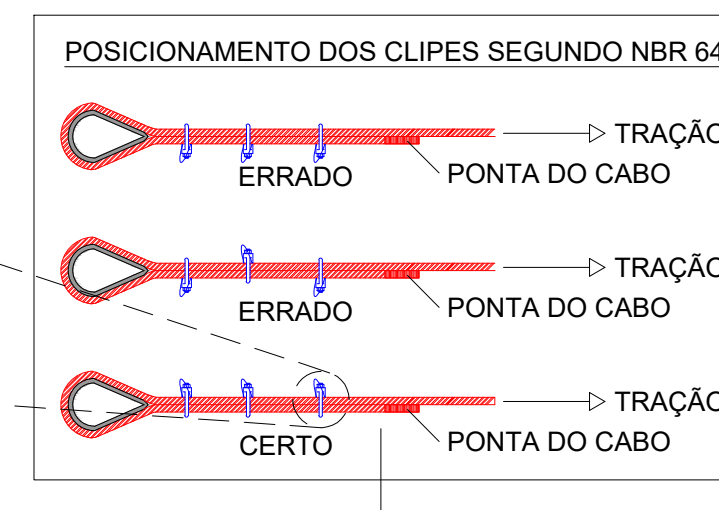 POSICIONAMENTO DOS CLIPES SEGUNDO NBR 64
TRAÇÃO
ERRADO
PONTA DO CABO
TRAÇÃO
ERRADO
PONTA DO CABO
TRAÇÃO
CERTO
PONTA DO CABO